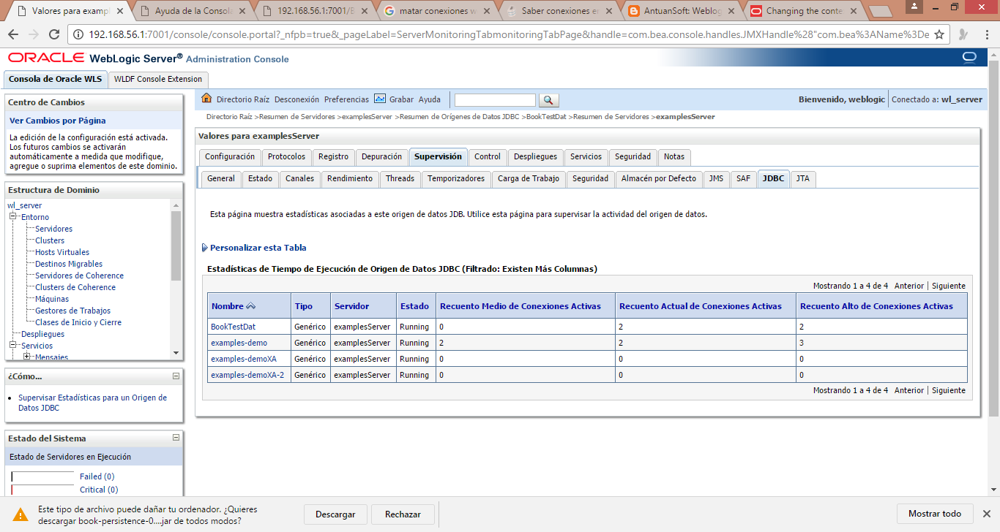 Valores para exampl
Ayuda de la Consola
192.168.56.1:7001/B
matar conexiones w
Saber conexiones en
AntuanSoft: Weblog
Changing the conte
192.168.56.1:7001/console/console.portal?_nfpb=true&_pageLabel=ServerMonitoringTabmonitoringTabPage&handle=com.bea.console.handles.JMXHandle%28"com.bea%3AName%3De
ORACLE WebLogic Server® Administration Console
Consola de Oracle WLS
WLDF Console Extension
Centro de Cambios
Ver Cambios por Página
La edición de la configuración está activada.
Los futuros cambios se activarán
automáticamente a medida que modifique,
agregue o suprima elementos de este dominio.
Estructura de Dominio
wl_server
Entorno
Servidores
Clusters
Hosts Virtuales
Destinos Migrables
Servidores de Coherence
Clusters de Coherence
Máquinas
Gestores de Trabajos
Clases de Inicio y Cierre
Despliegues
Servicios
Mensajes
¿Cómo...
Supervisar Estadísticas para un Origen de
Datos JDBC
Estado del Sistema
Estado de Servidores en Ejecución
Failed (0)
Critical (0)
Directorio Raíz Desconexión Preferencias Grabar Ayuda
Bienvenido, weblogic
Conectado a: wl_server
Directorio Raíz >Resumen de Servidores >examplesServer >Resumen de Orígenes de Datos JDBC >BookTestDat >Resumen de Servidores >examplesServer
Valores para examplesServer
Configuración Protocolos Registro Depuración Supervisión Control Despliegues Servicios Seguridad Notas
General Estado Canales Rendimiento Threads Temporizadores Carga de Trabajo Seguridad Almacén por Defecto JMS SAF JDBC JTA
Esta página muestra estadísticas asociadas a este origen de datos JDB. Utilice esta página para supervisar la actividad del origen de datos.
Personalizar esta Tabla
Estadísticas de Tiempo de Ejecución de Origen de Datos JDBC (Filtrado: Existen Más Columnas)
Mostrando 1 a 4 de 4 Anterior | Siguiente
Nombre Tipo Servidor Estado Recuento Medio de Conexiones Activas Recuento Actual de Conexiones Activas Recuento Alto de Conexiones Activas
BookTestDat Genérico examplesServer Running 0 2 2
examples-demo Genérico examplesServer Running 2 2 3
examples-demoXA Genérico examplesServer Running 0 0 0
examples-demoXA-2 Genérico examplesServer Running 0 0 0
Mostrando 1 a 4 de 4 Anterior | Siguiente
Este tipo de archivo puede dañar tu ordenador. ¿Quieres
descargar book-persistence-0....jar de todos modos?
Descargar
Rechazar
Mostrar todo